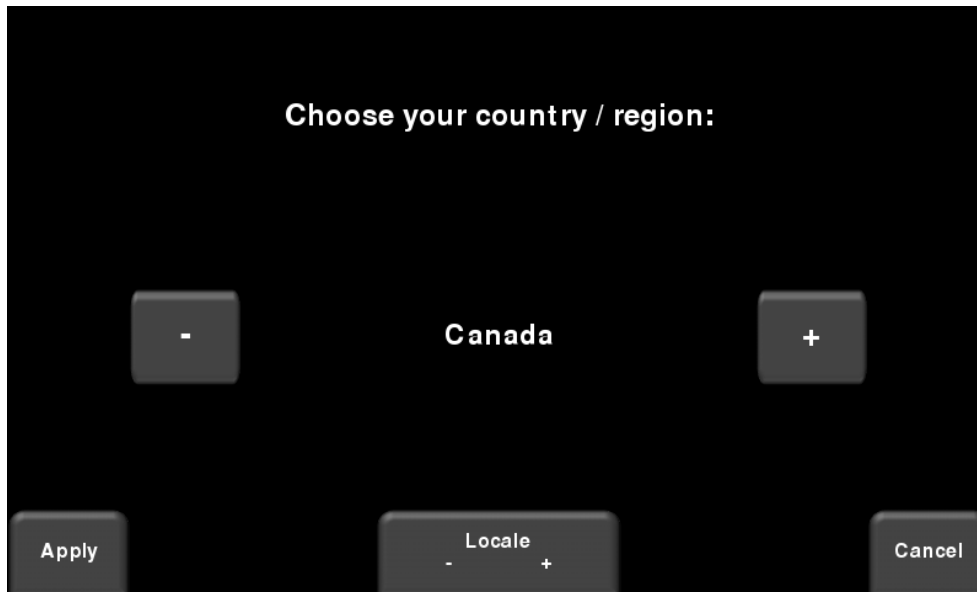 Choose your country / region:
- Canada +
Apply
Locale
- +
Cancel